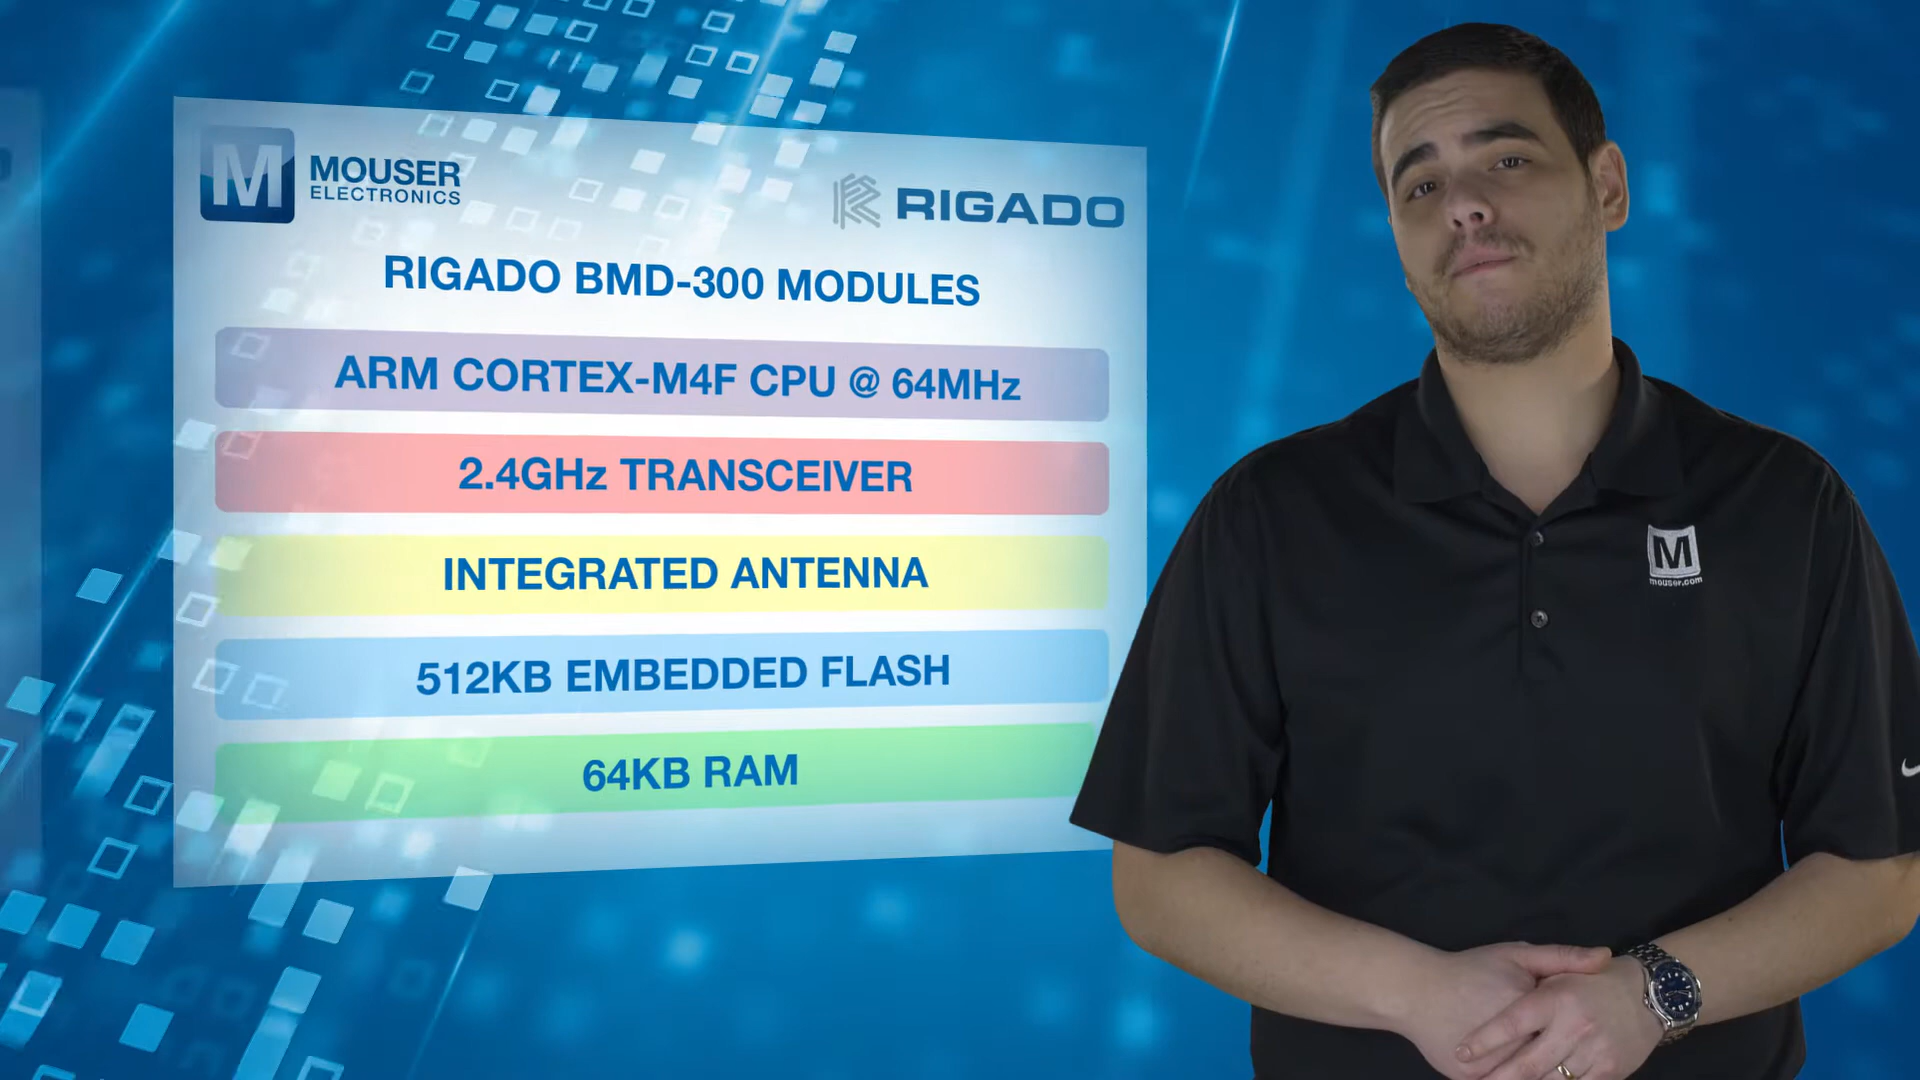 M MOUSER
ELECTRONICS
RIGADO
RIGADO BMD-300 MODULES
ARM CORTEX-M4F CPU @ 64MHz
2.4GHz TRANSCEIVER
INTEGRATED ANTENNA
512KB EMBEDDED FLASH
64KB RAM
M
mouser.com